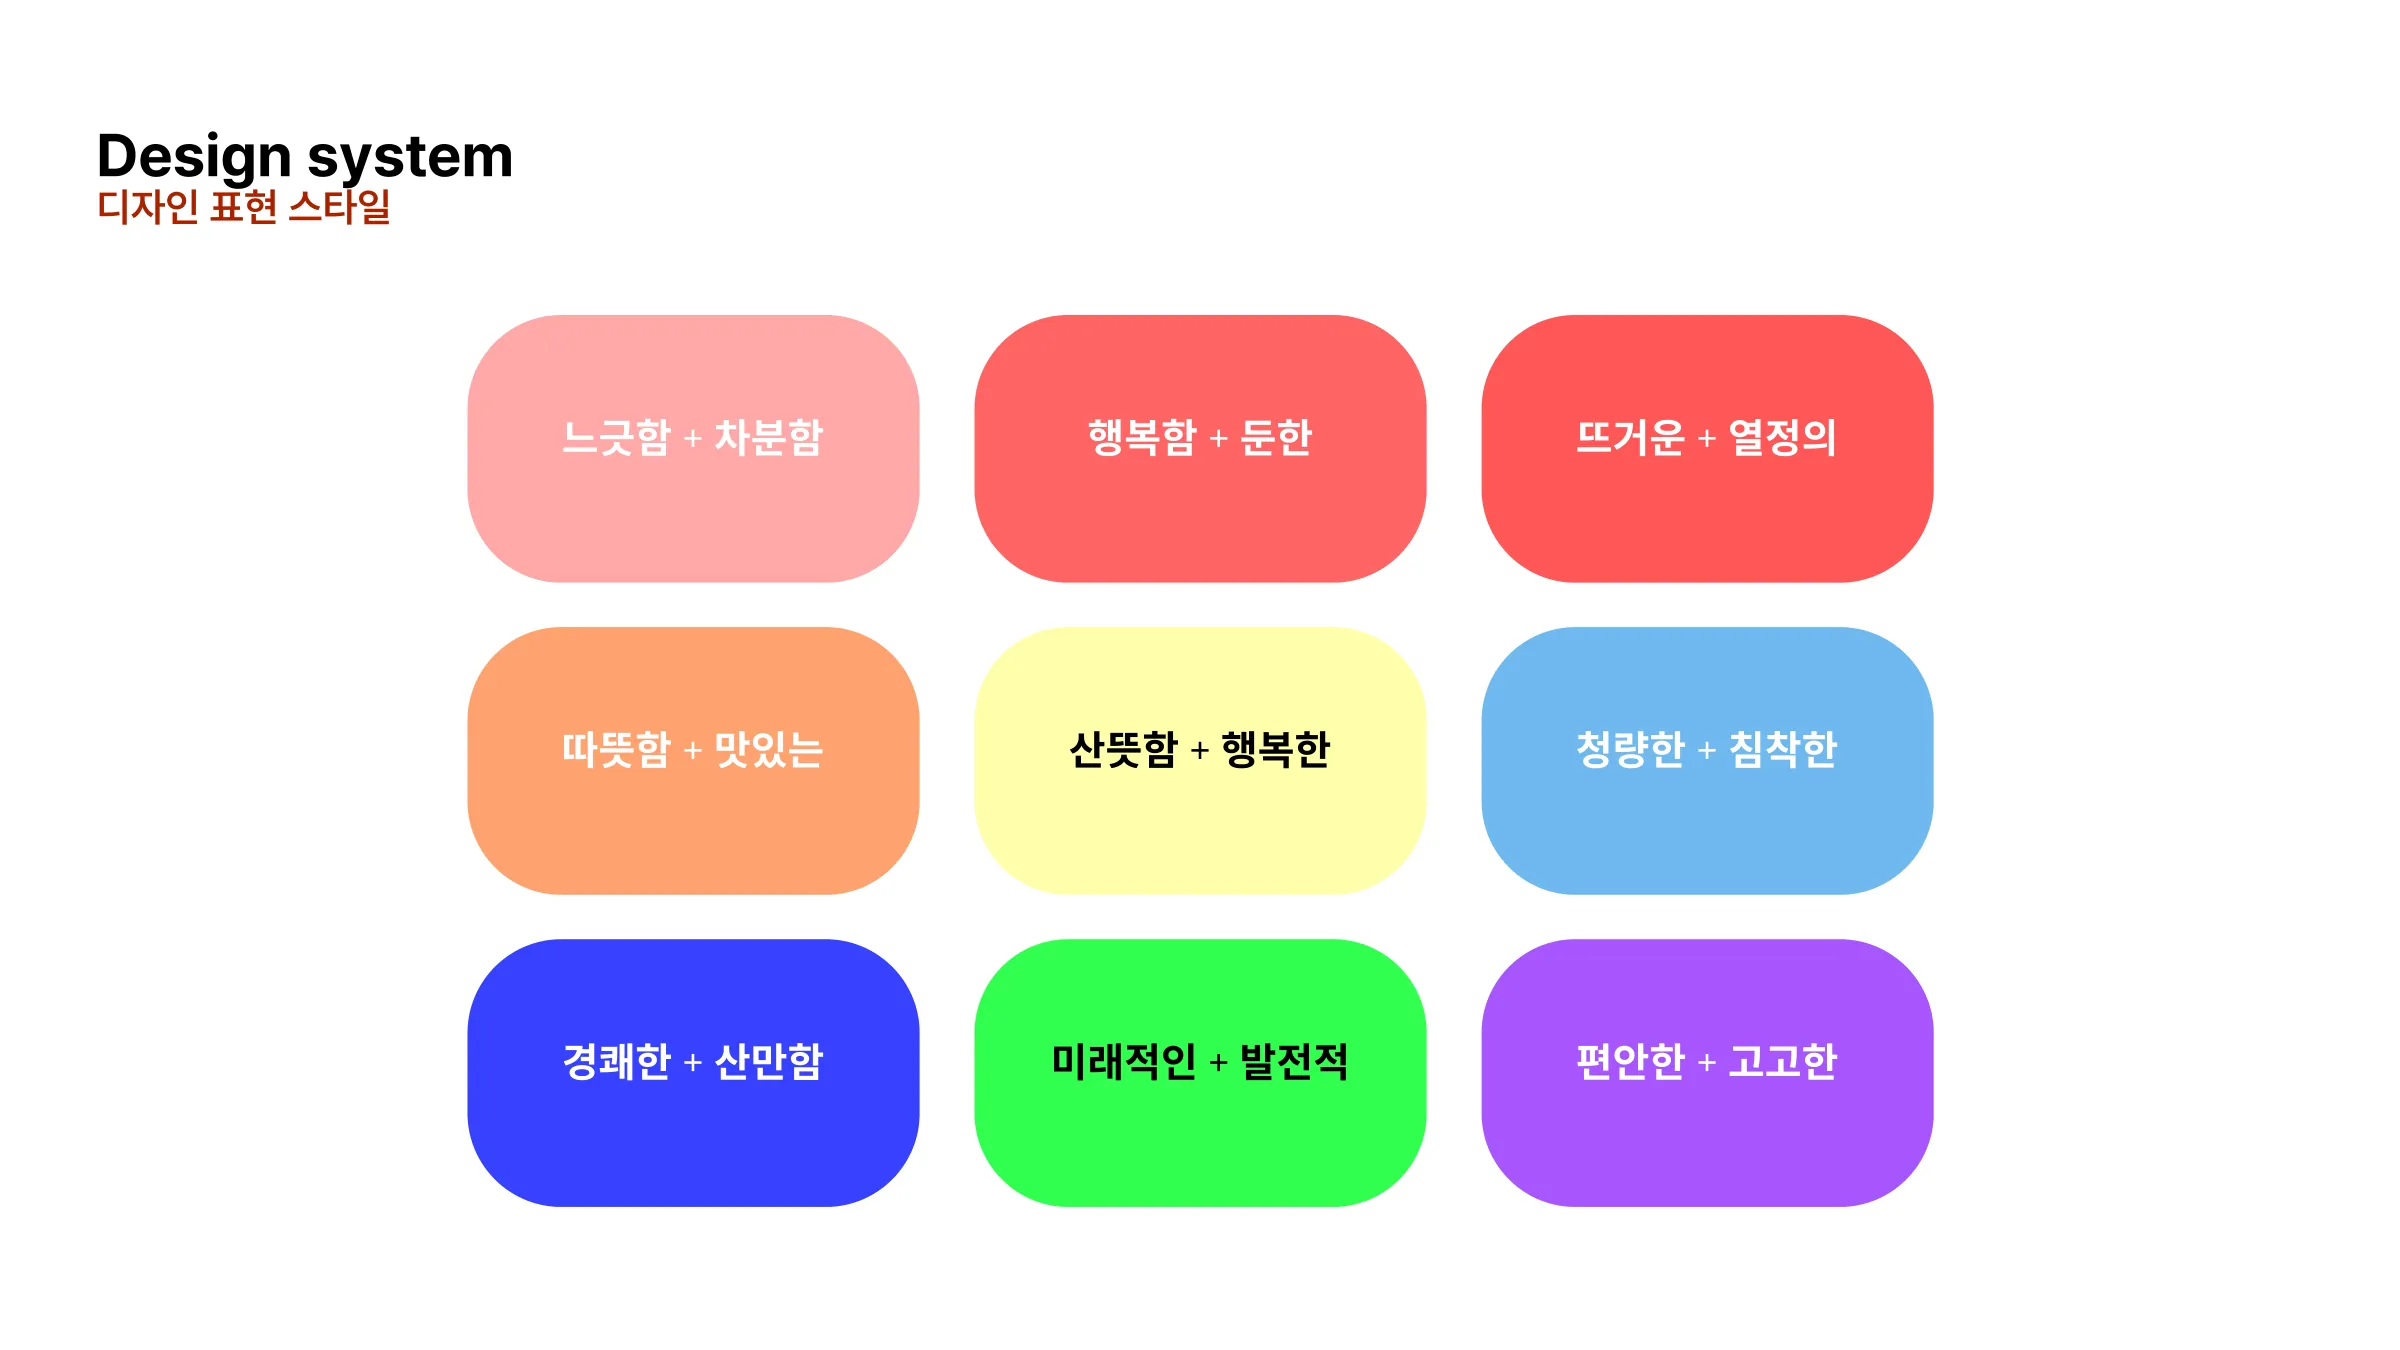 Design system
디자인 표현 스타일
느긋함 + 차분함
행복함 + 둔한
뜨거운 + 열정의
따뜻함 + 맛있는
산뜻함 + 행복한
청량한 + 침착한
경쾌한 + 산만함
미래적인 + 발전적
편안한 + 고고한